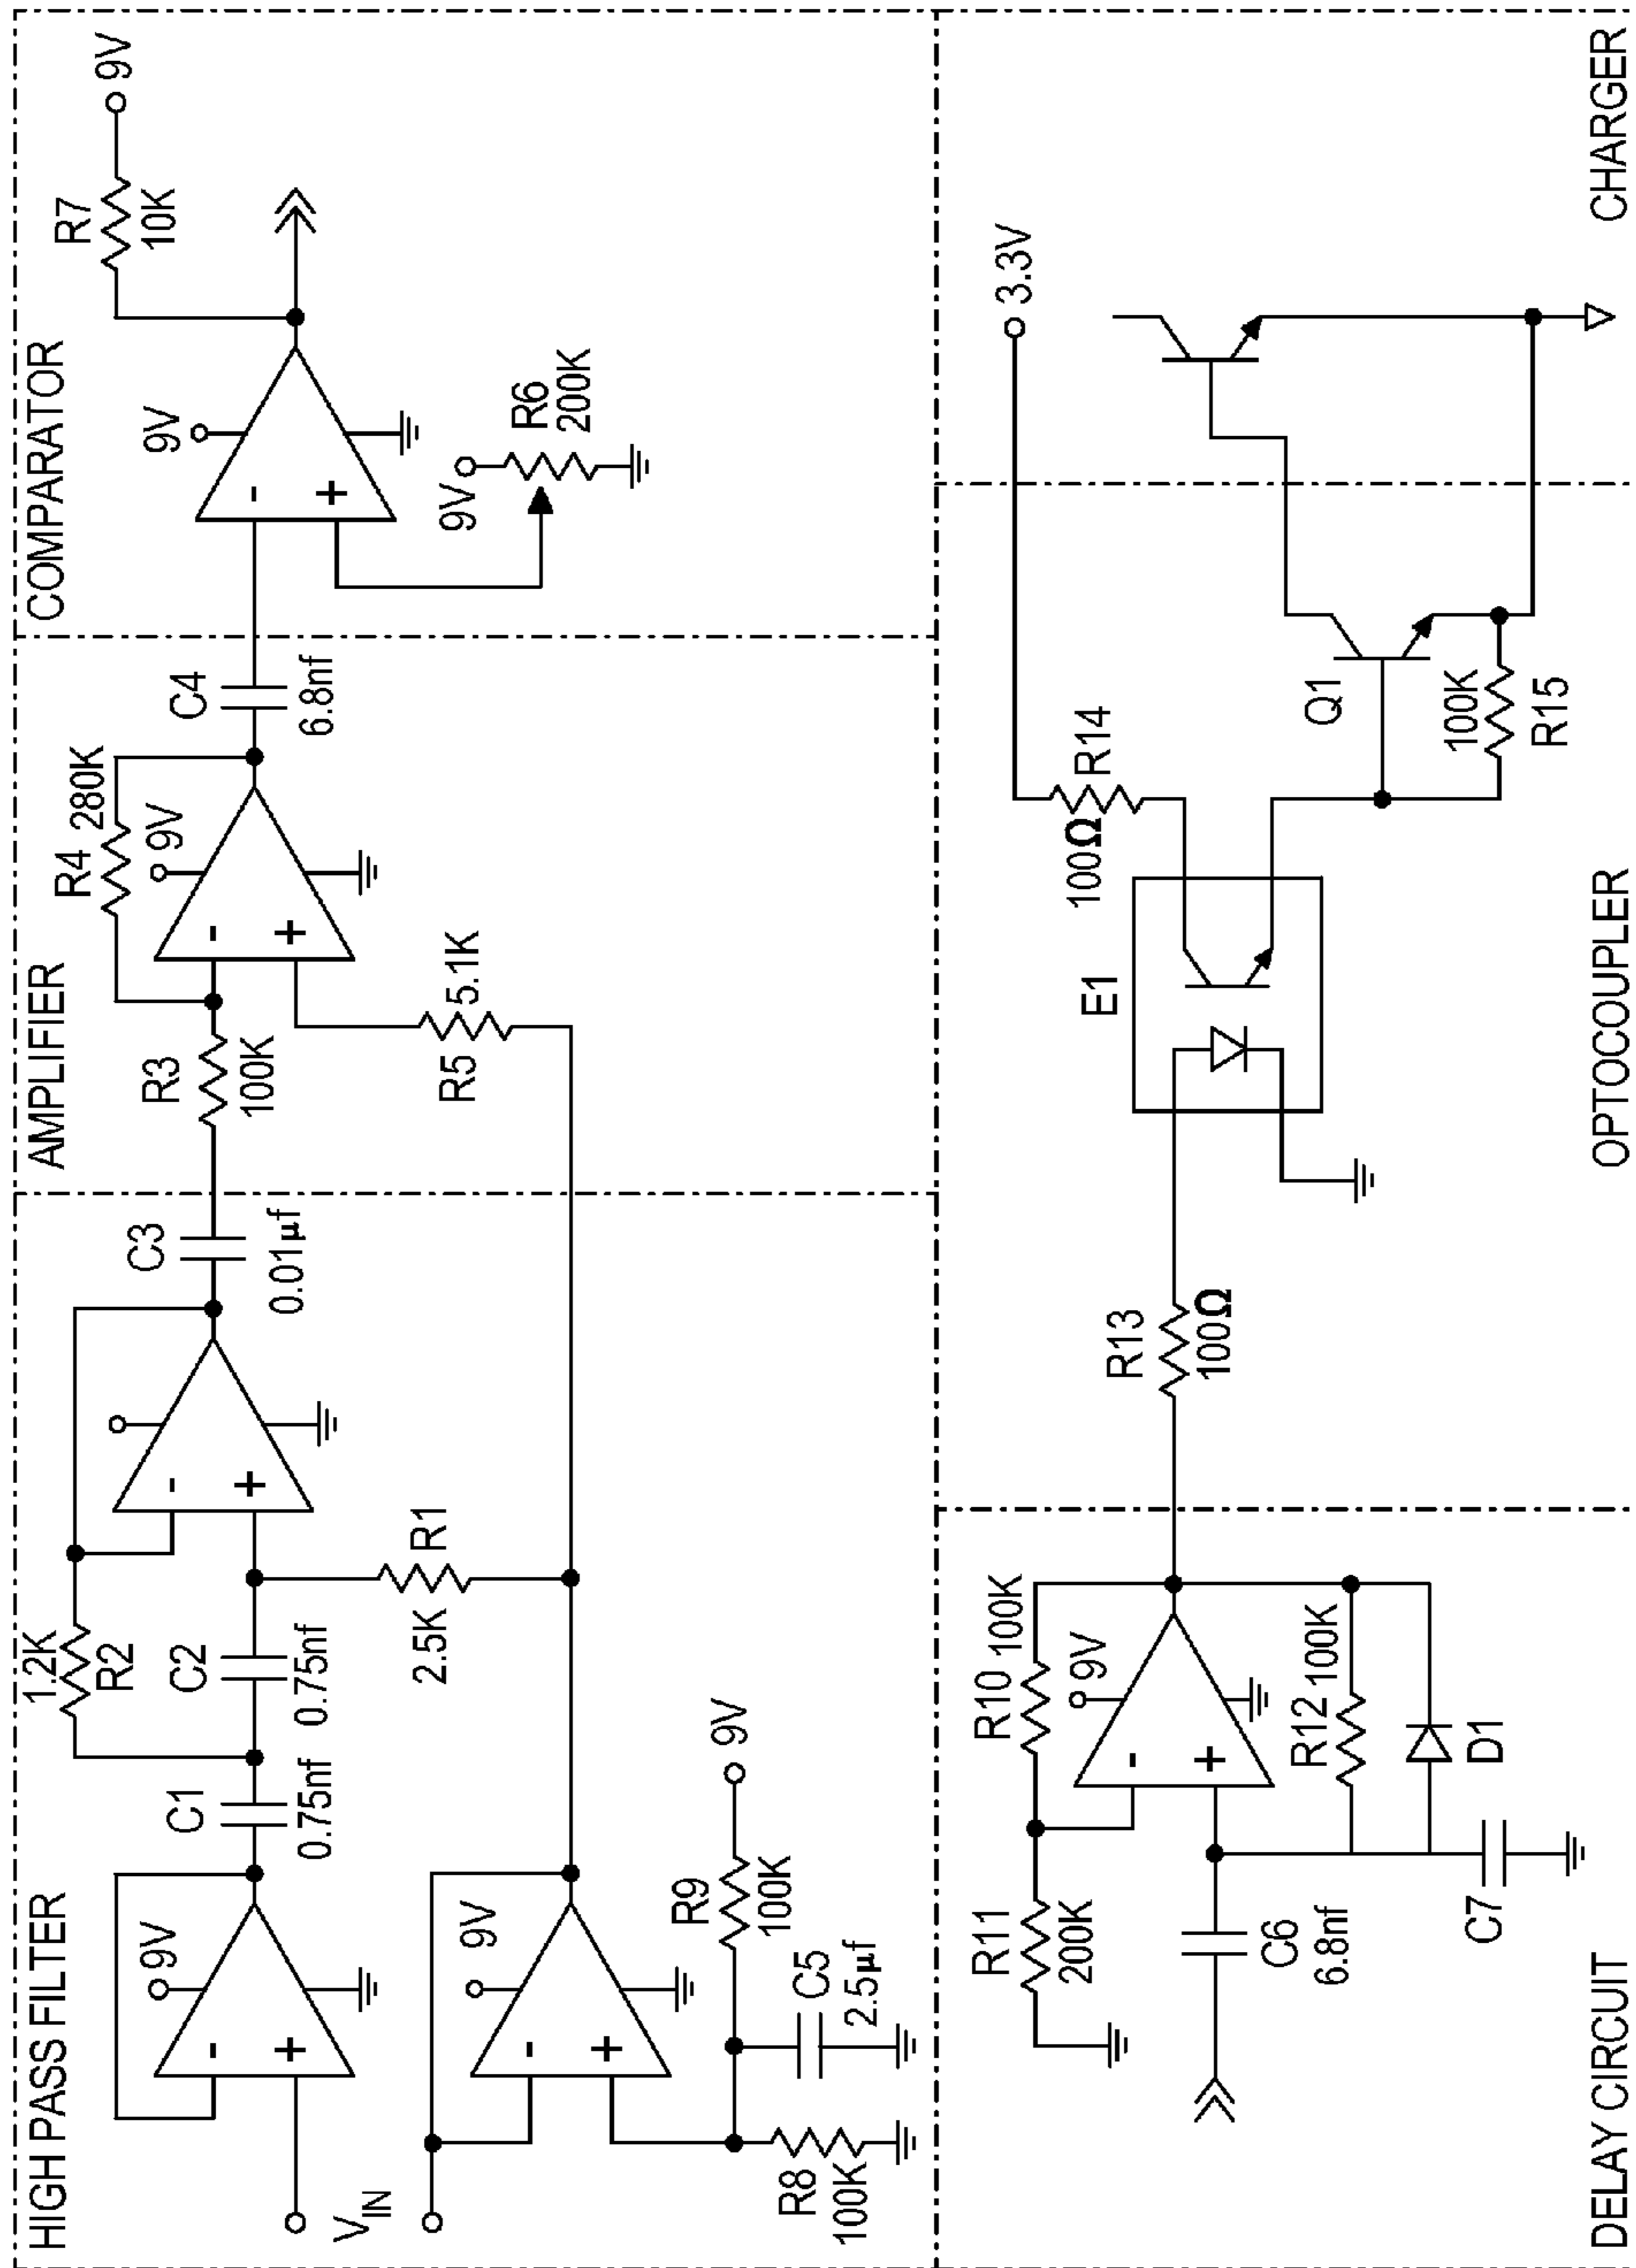 HIGH PASS FILTER
9V
C1
0.75nf
1.2K
R2
C2
0.75nf
-
+
VIN
9V
-
+
R1
2.5K
-
+
C3
0.01µf
R9
100K
9V
C5
2.5µf
R8
100K
AMPLIFIER
R3
100K
R4 280K
9V
-
+
R5 5.1K
C4
6.8nf
COMPARATOR
9V
-
+
R7
10K
9V
9V
R6
200K
DELAY CIRCUIT
R11
200K
R10 100K
9V
-
+
C6
6.8nf
R12 100K
D1
C7
OPTOCOUPLER
R13
100Ω
E1
R14
100Ω
3.3V
Q1
100K
R15
CHARGER